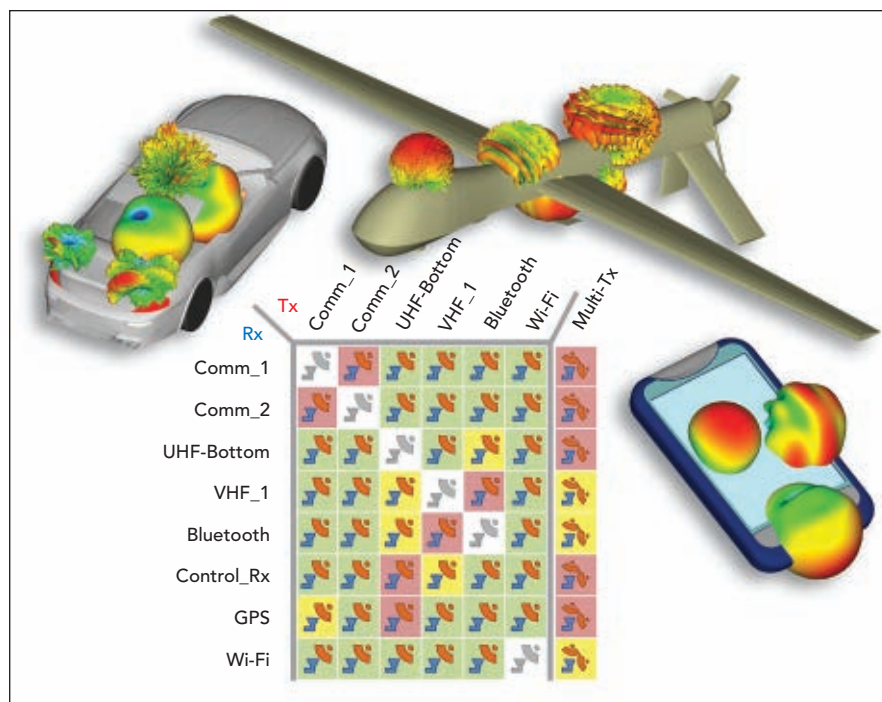 Tx
Rx
Comm_1
Comm_2
UHF-Bottom
VHF_1
Bluetooth
Wi-Fi
Multi-Tx
Comm_1
Comm_2
UHF-Bottom
VHF_1
Bluetooth
Control_Rx
GPS
Wi-Fi